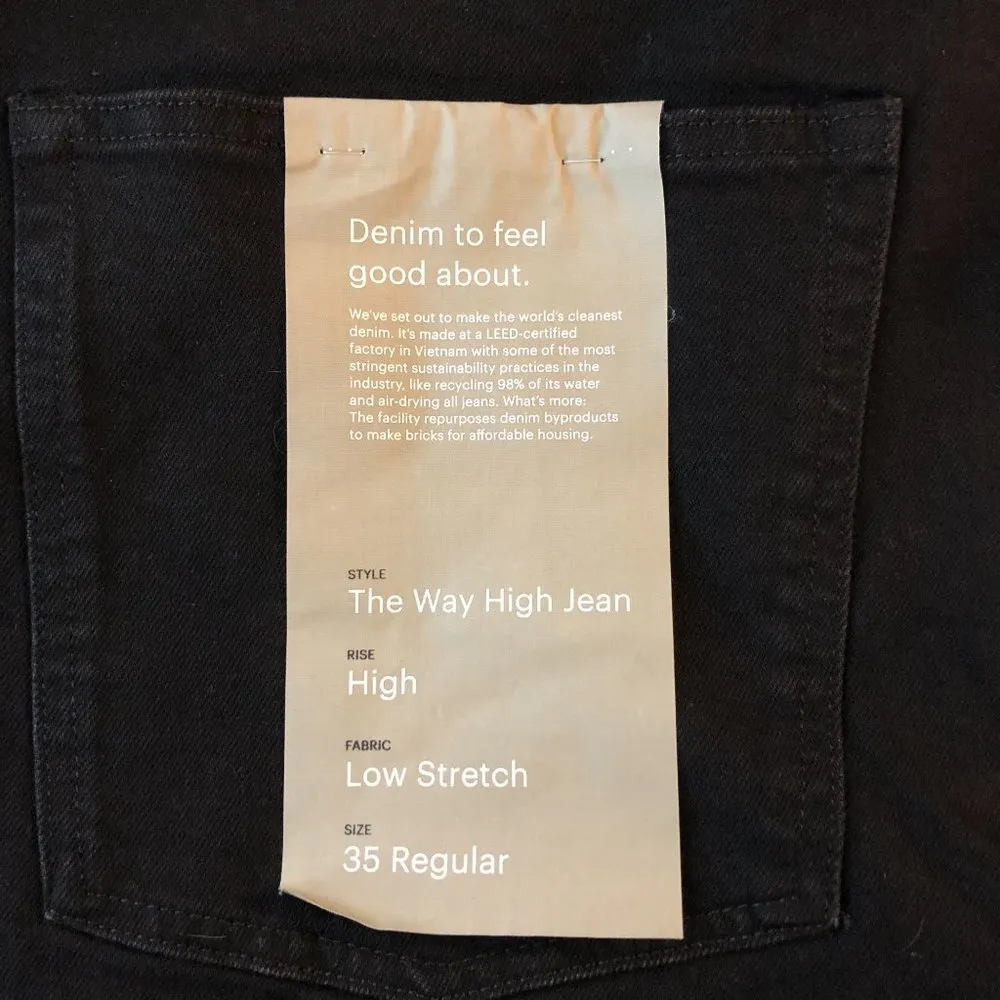 Denim to feel
good about.
We've set out to make the world's cleanest
denim. It's made at a LEED-certified
factory in Vietnam with some of the most
stringent sustainability practices in the
industry, like recycling 98% of its water
and air-drying all jeans. What's more:
The facility repurposes denim byproducts
to make bricks for affordable housing.
STYLE
The Way High Jean
RISE
High
FABRIC
Low Stretch
SIZE
35 Regular